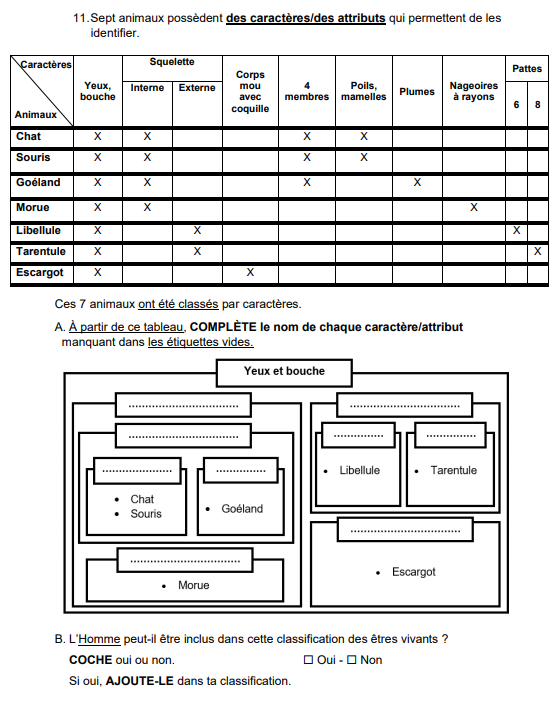 11. Sept animaux possèdent des caractères/des attributs qui permettent de les
identifier.
Caractères
Animaux
Yeux,
bouche
Squelette
Interne
Externe
Corps
mou
avec
coquille
4
membres
Poils,
mamelles
Plumes
Nageoires
à rayons
Pattes
6
8
Chat X X X X
Souris X X X X
Goéland X X X X
Morue X X X
Libellule X X X
Tarentule X X X
Escargot X X
Ces 7 animaux ont été classés par caractères.
A. À partir de ce tableau, COMPLÈTE le nom de chaque caractère/attribut
manquant dans les étiquettes vides.
Yeux et bouche
....................................
....................................
....................................
......................
......................
.....................
...............
• Libellule
• Tarentule
• Chat
• Souris
• Goéland
....................................
....................................
• Morue
• Escargot
B. L'Homme peut-il être inclus dans cette classification des êtres vivants ?
COCHE oui ou non. ☐ Oui - ☐ Non
Si oui, AJOUTE-LE dans ta classification.